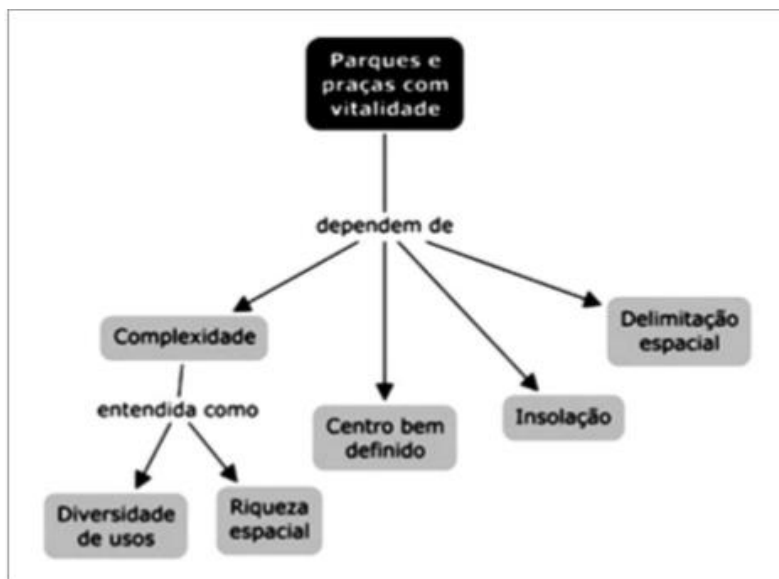 Parques e
praças com
vitalidade
dependem de
Complexidade
entendida como
Diversidade
de usos
Riqueza
espacial
Centro bem
definido
Insolação
Delimitação
espacial